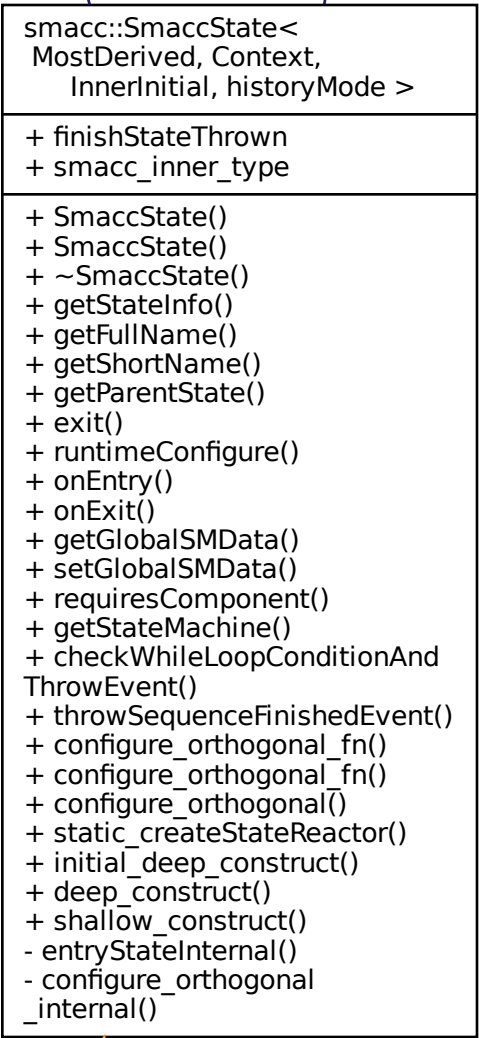 smacc::SmaccState<
MostDerived, Context,
InnerInitial, historyMode >
+ finishStateThrown
+ smacc_inner_type
+ SmaccState()
+ SmaccState()
+ ~SmaccState()
+ getStateInfo()
+ getFullName()
+ getShortName()
+ getParentState()
+ exit()
+ runtimeConfigure()
+ onEntry()
+ onExit()
+ getGlobalSMData()
+ setGlobalSMData()
+ requiresComponent()
+ getStateMachine()
+ checkWhileLoopConditionAnd
ThrowEvent()
+ throwSequenceFinishedEvent()
+ configure_orthogonal_fn()
+ configure_orthogonal_fn()
+ configure_orthogonal()
+ static_createStateReactor()
+ initial_deep_construct()
+ deep_construct()
+ shallow_construct()
- entryStateInternal()
- configure_orthogonal
_internal()